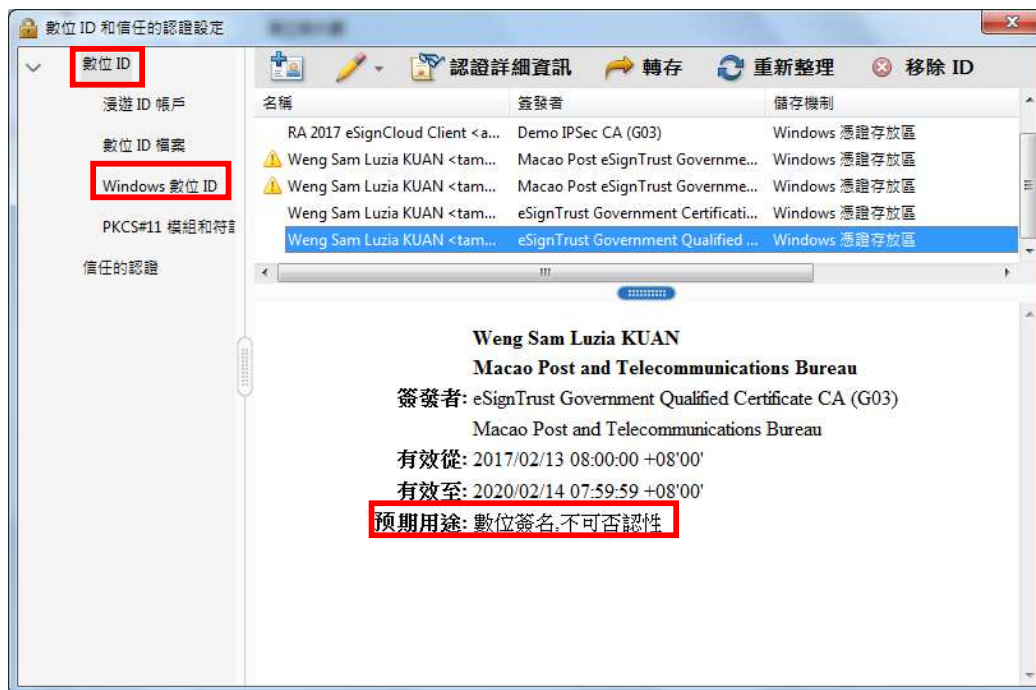 數位 ID 和信任的認證設定
數位 ID
漫遊 ID 帳戶
數位 ID 檔案
Windows 數位 ID
PKCS#11 模組和符
信任的認證
認證詳細資訊 轉存 重新整理 移除 ID
名稱 簽發者 儲存機制
RA 2017 eSignCloud Client <a... Demo IPSec CA (G03) Windows 憑證存放區
Weng Sam Luzia KUAN <tam... Macao Post eSignTrust Governme... Windows 憑證存放區
Weng Sam Luzia KUAN <tam... Macao Post eSignTrust Governme... Windows 憑證存放區
Weng Sam Luzia KUAN <tam... eSignTrust Government Certificati... Windows 憑證存放區
Weng Sam Luzia KUAN <tam... eSignTrust Government Qualified ... Windows 憑證存放區
Weng Sam Luzia KUAN
Macao Post and Telecommunications Bureau
簽發者: eSignTrust Government Qualified Certificate CA (G03)
Macao Post and Telecommunications Bureau
有效從: 2017/02/13 08:00:00 +08'00'
有效至: 2020/02/14 07:59:59 +08'00'
预期用途: 數位簽名,不可否認性